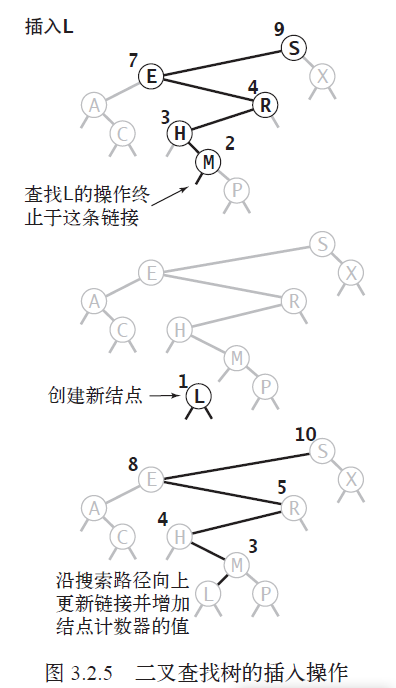 插入L
9
S
7
E
X
4
A
R
3
C
H
2
M
查找L的操作终
止于这条链接
P
S
E
X
A
R
C
H
M
1
P
创建新结点
L
10
S
8
E
X
5
A
R
4
C
H
3
M
沿搜索路径向上
更新链接并增加
结点计数器的值
L
P
图 3.2.5 二叉查找树的插入操作